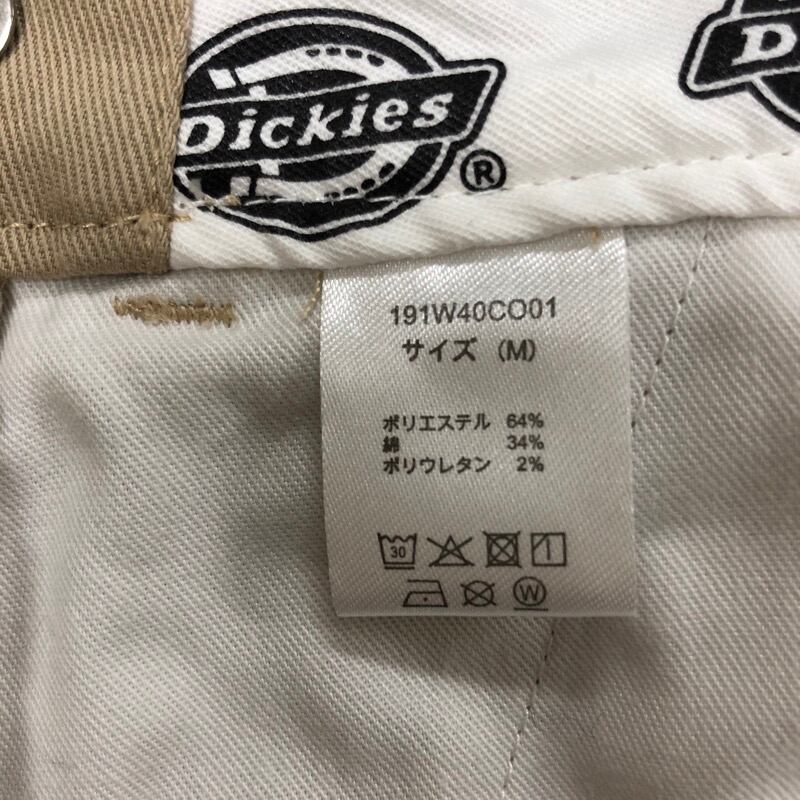 Dickies
®
D
191W40CO01
サイズ (M)
ポリエステル 64%
綿 34%
ポリウレタン 2%
30
W